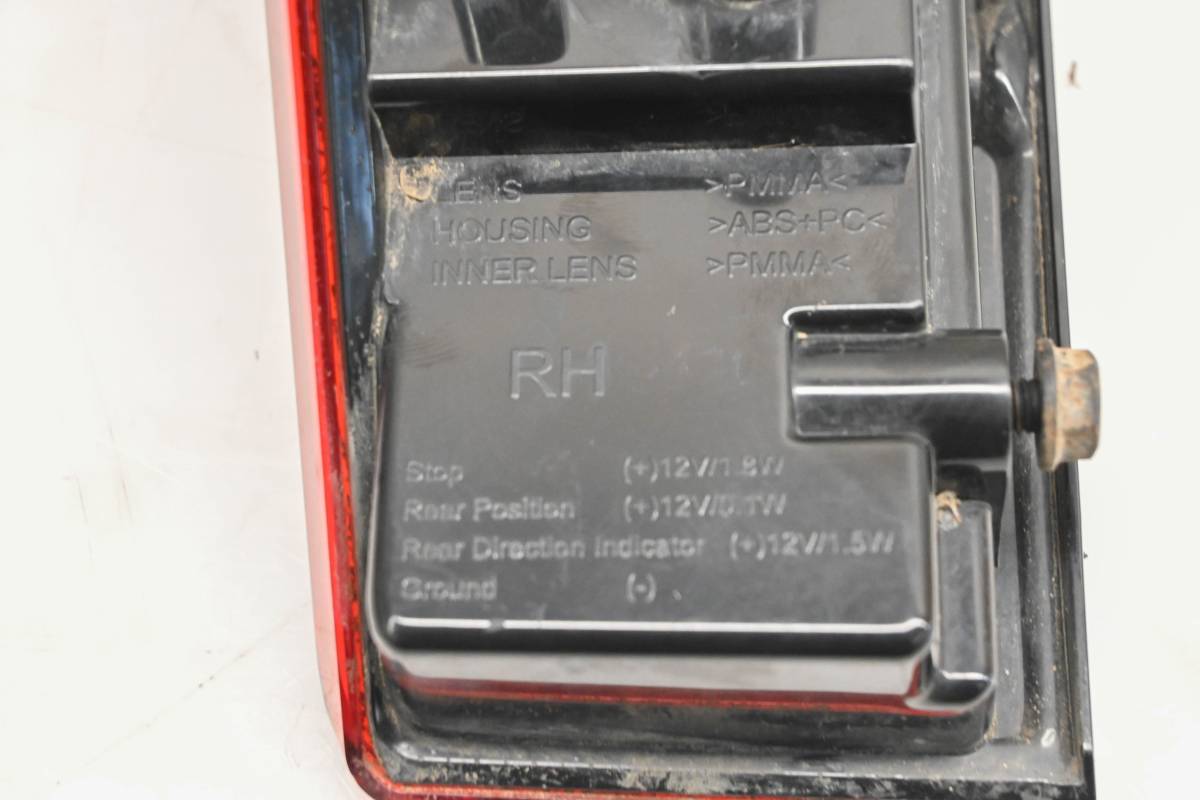 LENS >PMMA<
HOUSING >ABS+PC<
INNER LENS >PMMA<
RH
Stop (+)12V/1.8W
Rear Position (+)12V/0.1W
Rear Direction Indicator (+)12V/1.5W
Ground (-)